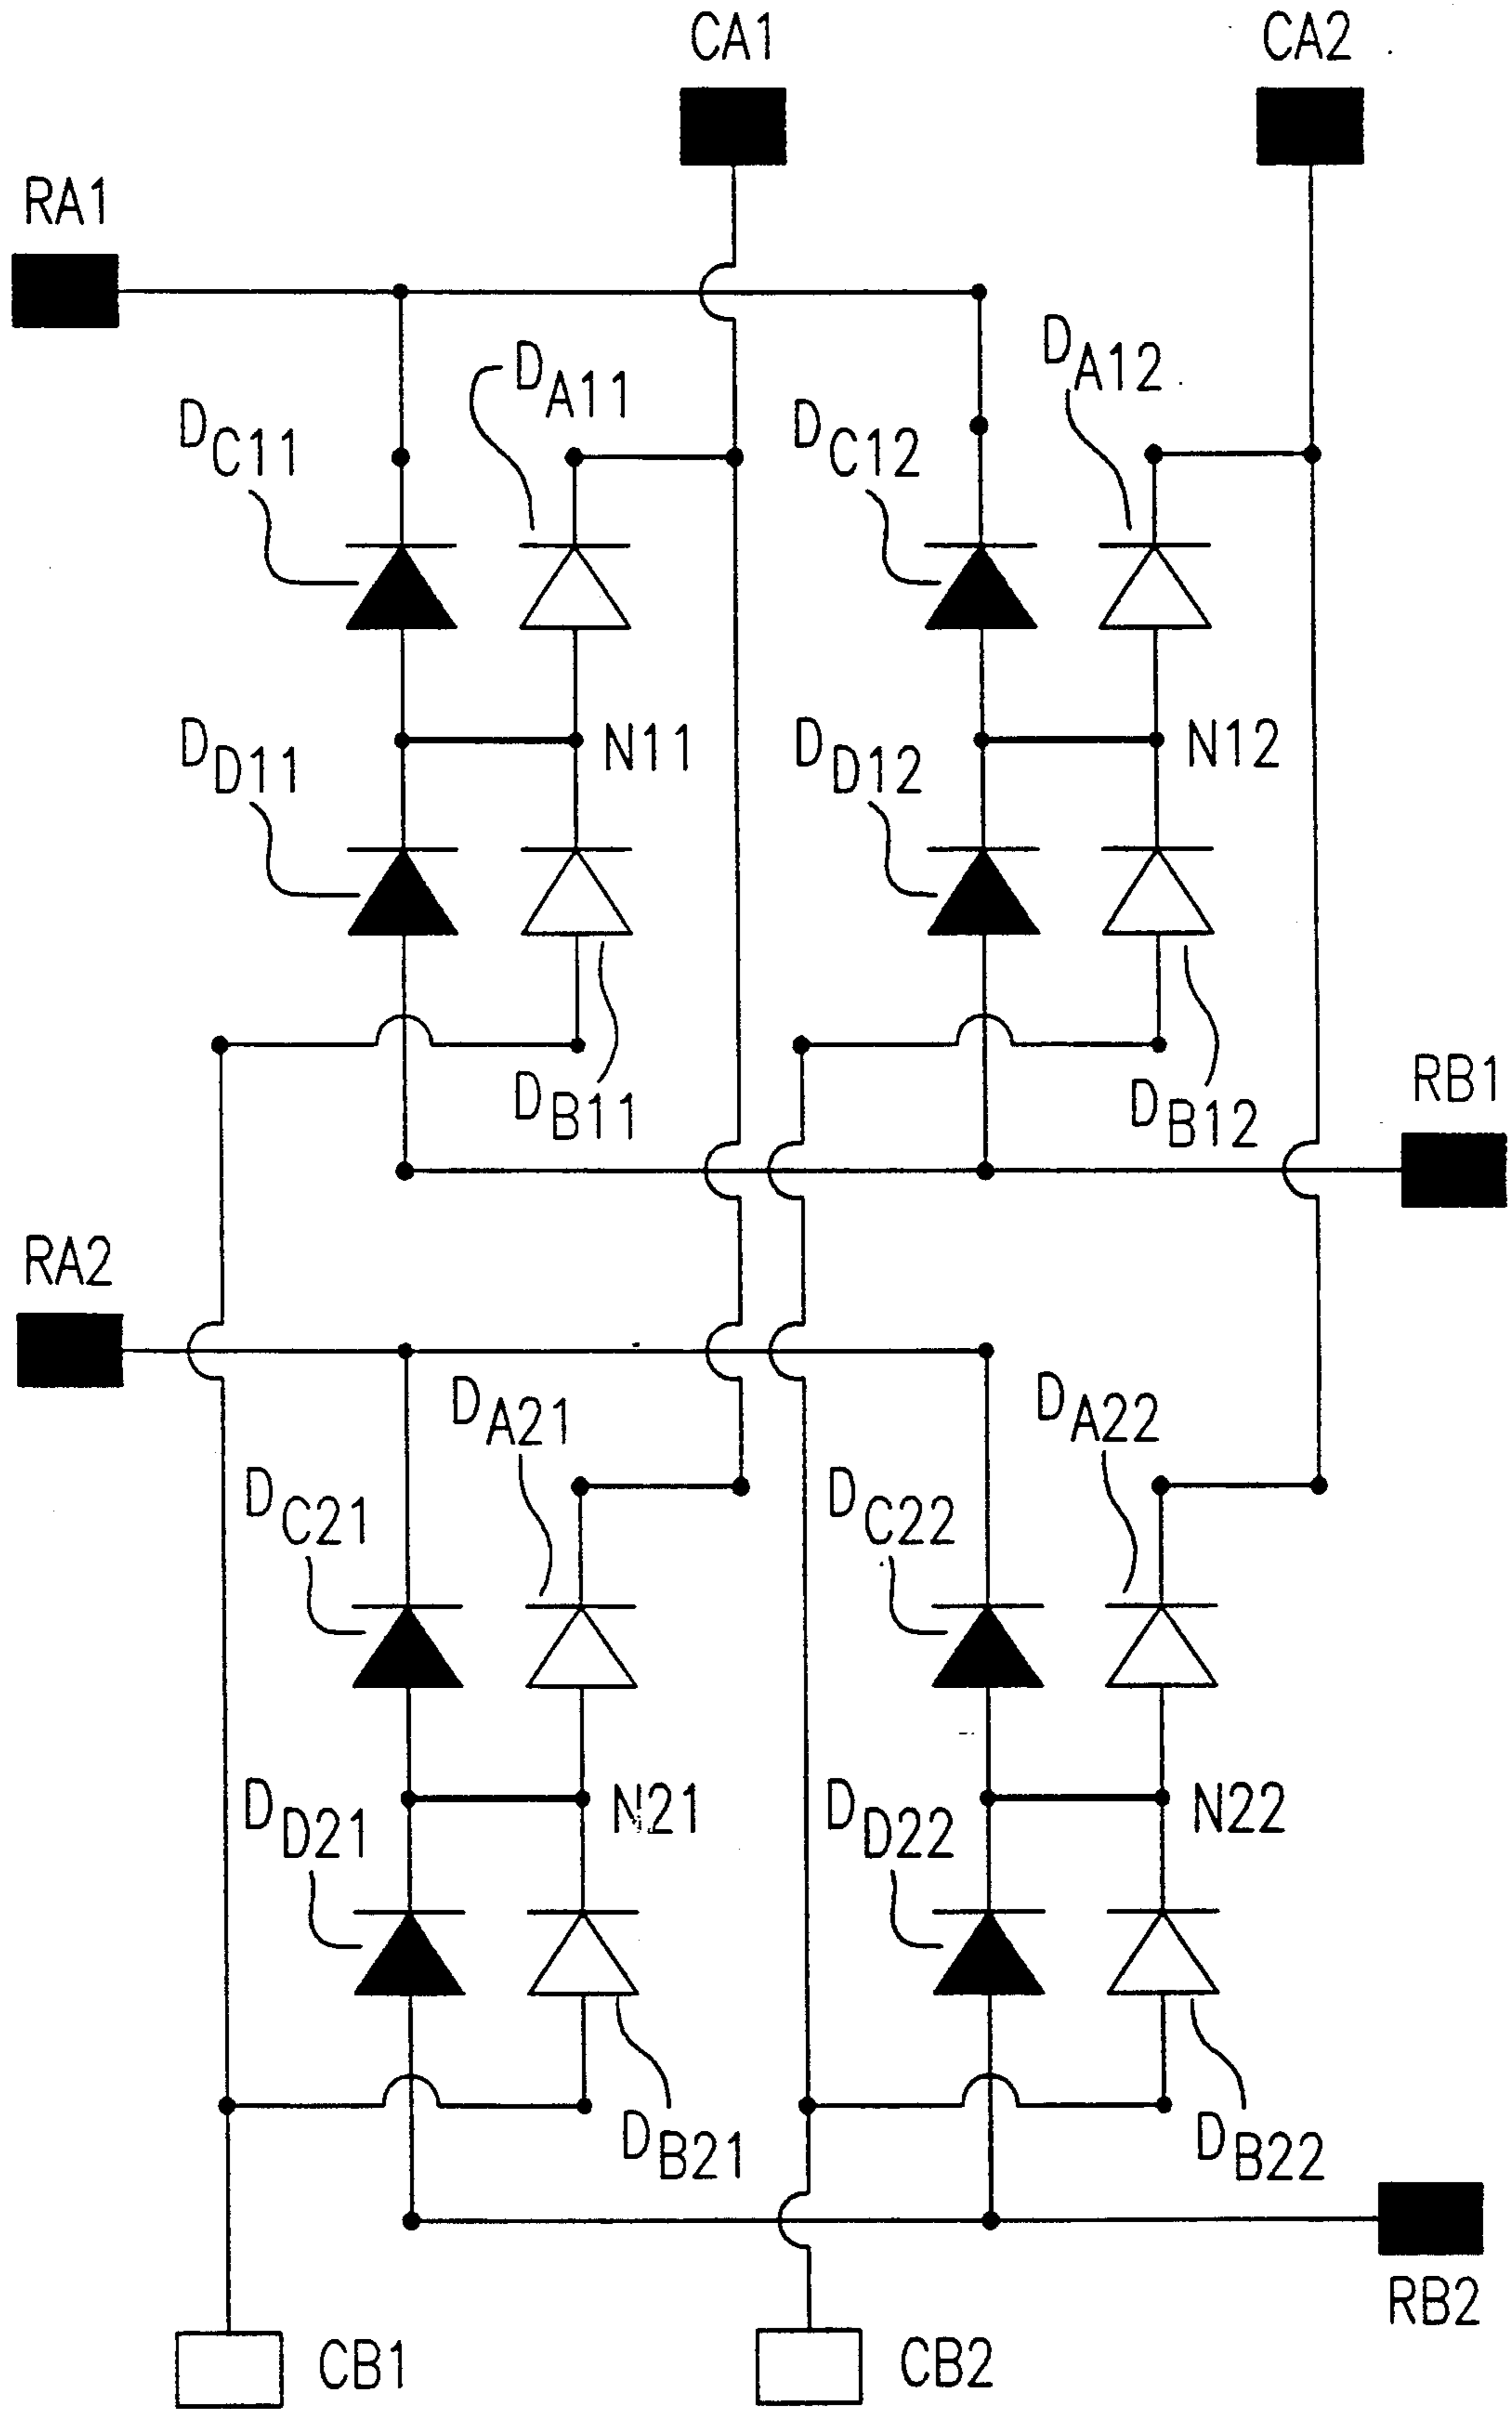 CA1
CA2
RA1
DA11
DA12
DC11
DC12
DD11
N11
DD12
N12
DB11
DB12
RB1
RA2
DA21
DA22
DC21
DC22
DD21
N21
DD22
N22
DB21
DB22
RB2
CB1
CB2